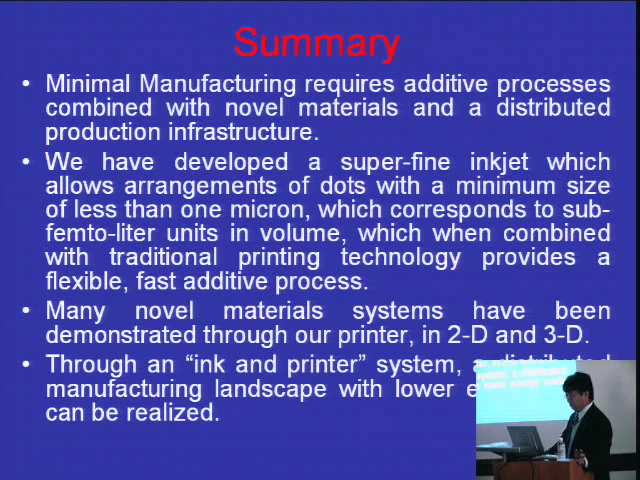 Summary
• Minimal Manufacturing requires additive processes
combined with novel materials and a distributed
production infrastructure.
• We have developed a super-fine inkjet which
allows arrangements of dots with a minimum size
of less than one micron, which corresponds to sub-
femto-liter units in volume, which when combined
with traditional printing technology provides a
flexible, fast additive process.
• Many novel materials systems have been
demonstrated through our printer, in 2-D and 3-D.
• Through an “ink and printer” system, a distributed
manufacturing landscape with lower
can be realized.